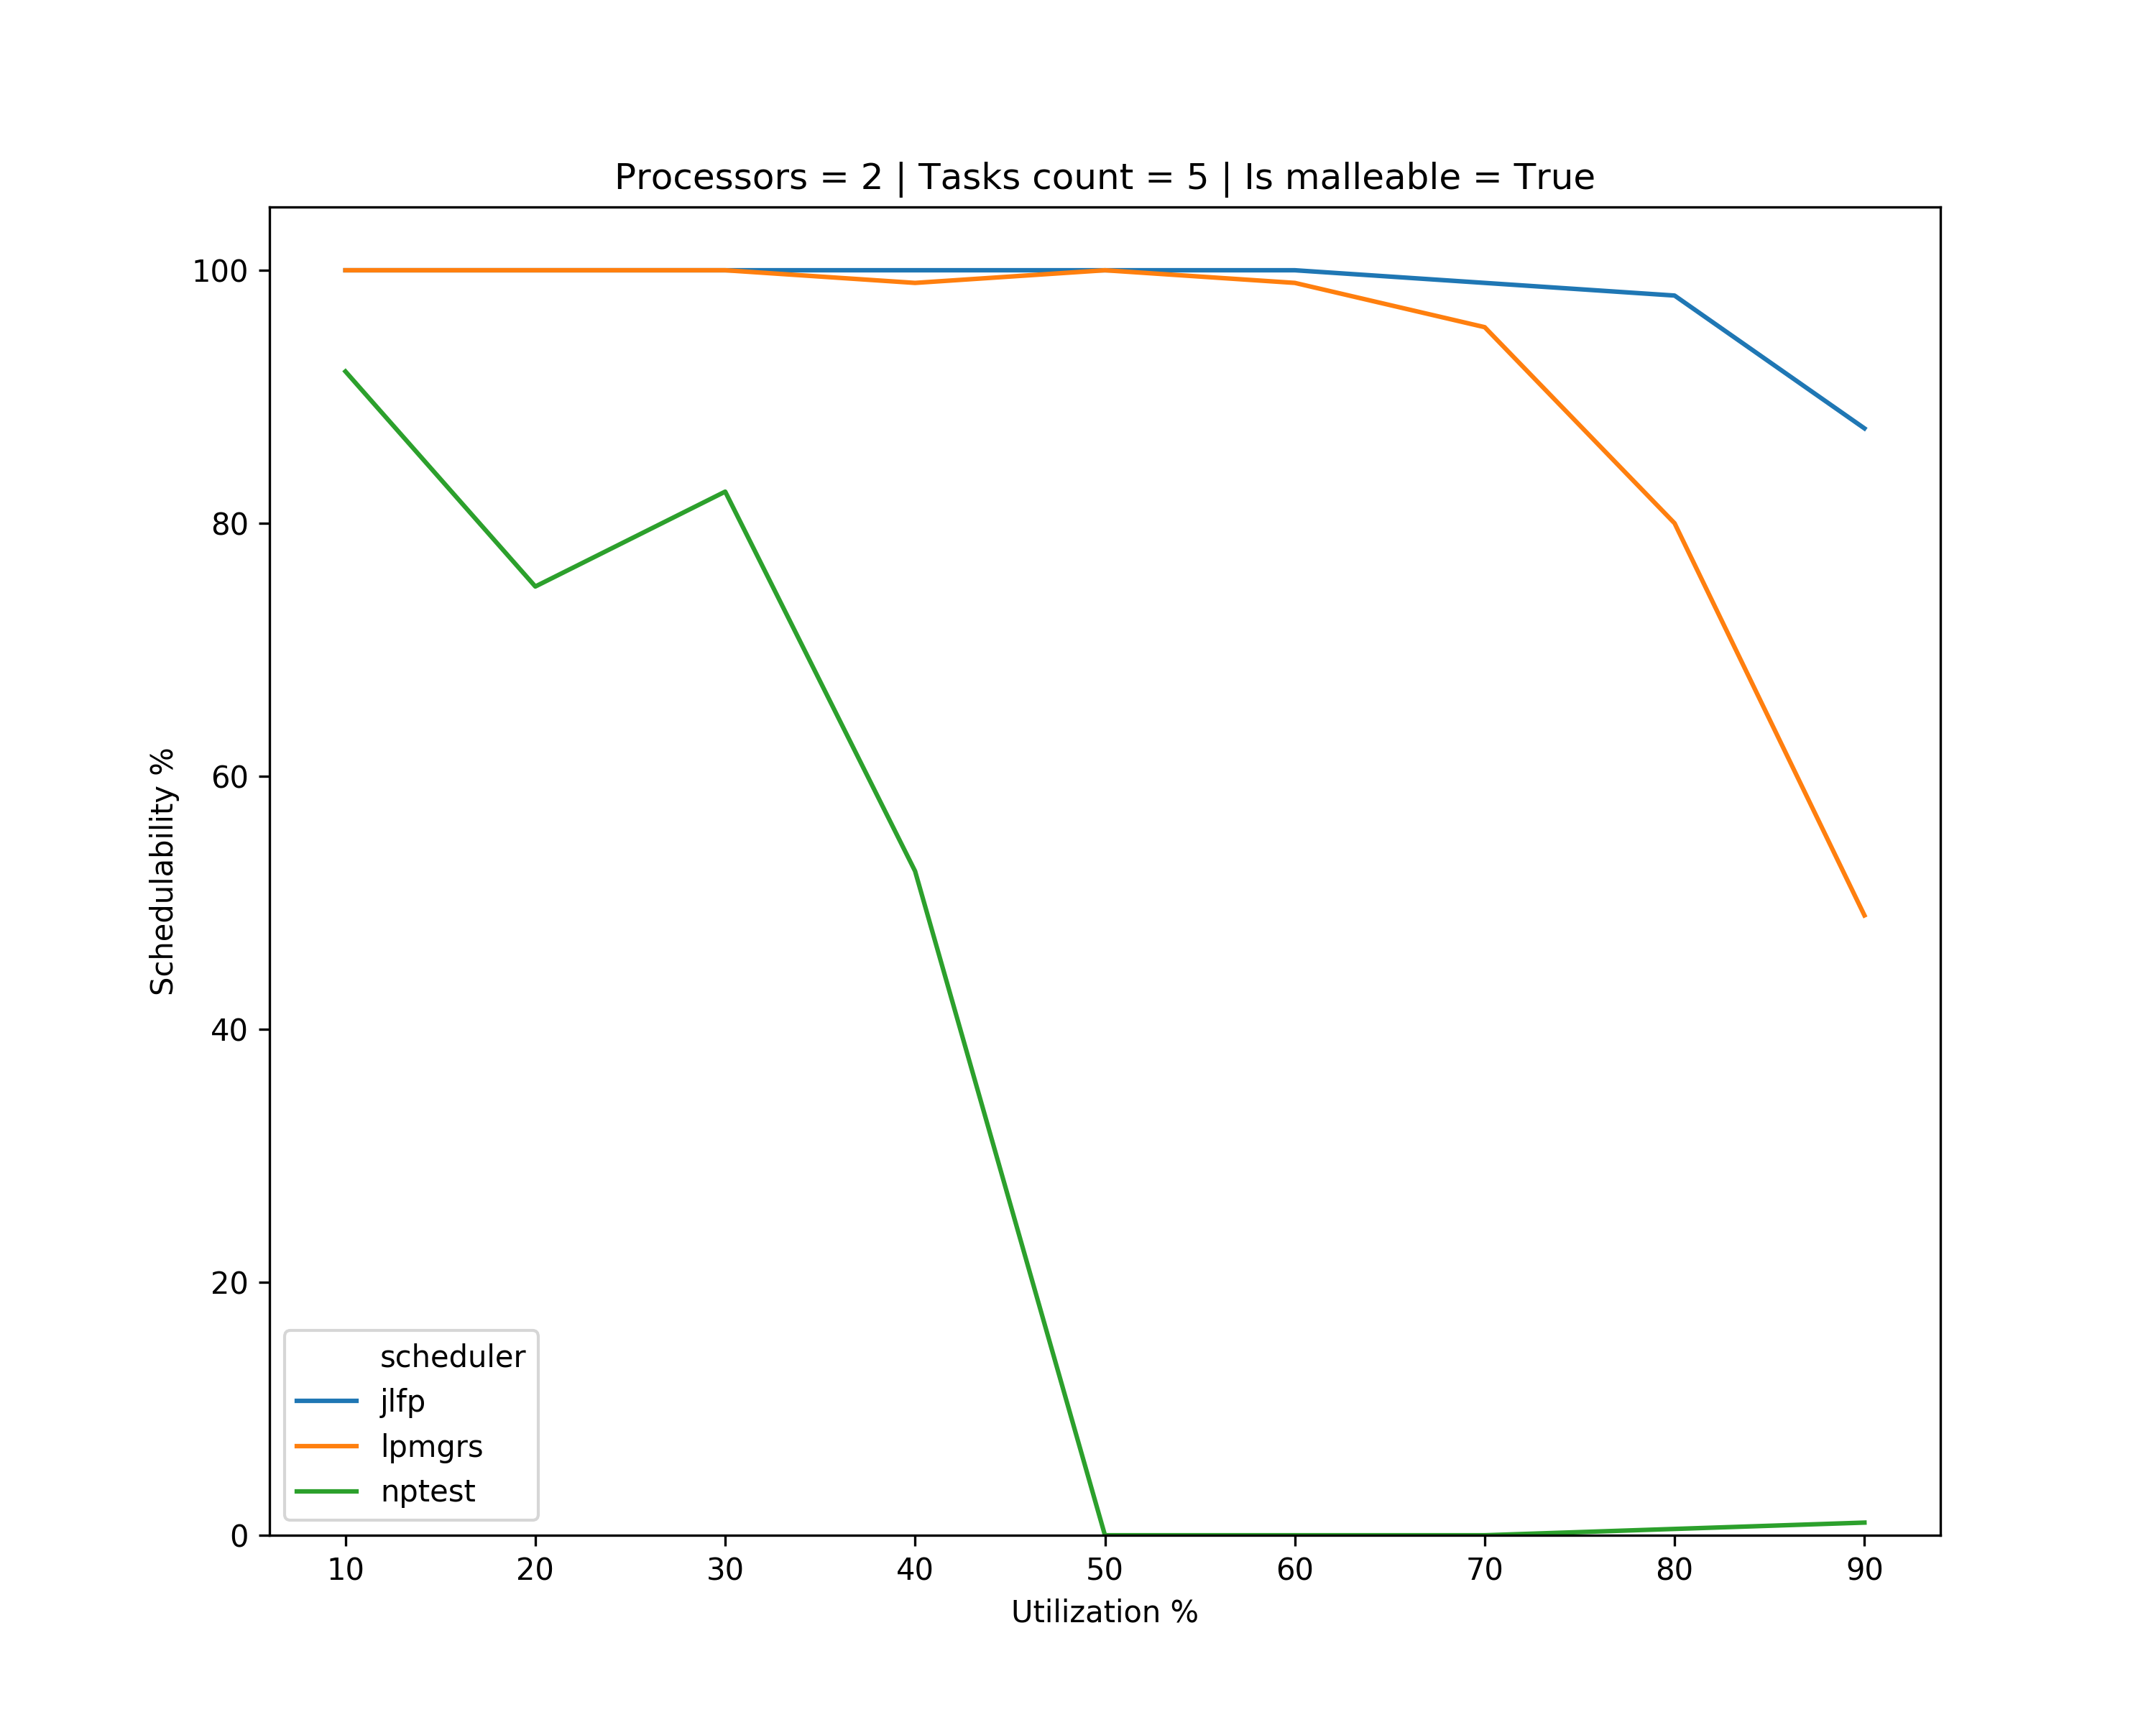 Processors = 2 | Tasks count = 5 | Is malleable = True
Schedulability %
100
80
60
40
20
0
scheduler
jlfp
lpmgrs
nptest
10 20 30 40 50 60 70 80 90
Utilization %